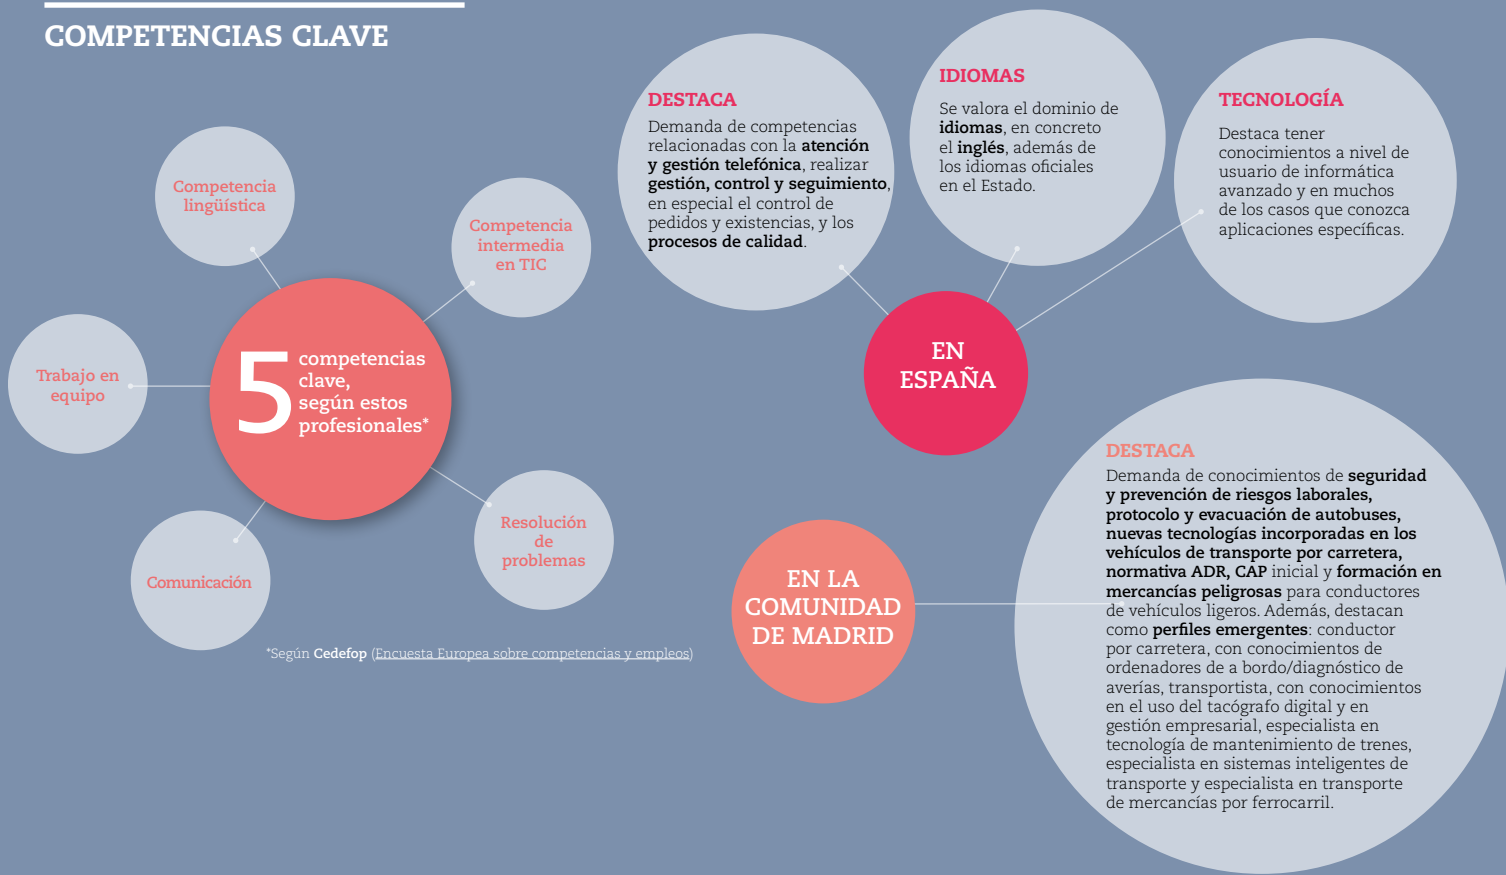 COMPETENCIAS CLAVE
Competencia
lingüística
Competencia
intermedia
en TIC
Trabajo en
equipo
5
competencias
clave,
según estos
profesionales*
Comunicación
Resolución
de
problemas
*Según Cedefop (Encuesta Europea sobre competencias y empleos)
DESTACA
Demanda de competencias
relacionadas con la atención
y gestión telefónica, realizar
gestión, control y seguimiento,
en especial el control de
pedidos y existencias, y los
procesos de calidad.
IDIOMAS
Se valora el dominio de
idiomas, en concreto
el inglés, además de
los idiomas oficiales
en el Estado.
TECNOLOGÍA
Destaca tener
conocimientos a nivel de
usuario de informática
avanzado y en muchos
de los casos que conozca
aplicaciones específicas.
EN
ESPAÑA
EN LA
COMUNIDAD
DE MADRID
DESTACA
Demanda de conocimientos de seguridad
y prevención de riesgos laborales,
protocolo y evacuación de autobuses,
nuevas tecnologías incorporadas en los
vehículos de transporte por carretera,
normativa ADR, CAP inicial y formación en
mercancías peligrosas para conductores
de vehículos ligeros. Además, destacan
como perfiles emergentes: conductor
por carretera, con conocimientos de
ordenadores de a bordo/diagnóstico de
averías, transportista, con conocimientos
en el uso del tacógrafo digital y en
gestión empresarial, especialista en
tecnología de mantenimiento de trenes,
especialista en sistemas inteligentes de
transporte y especialista en transporte
de mercancías por ferrocarril.